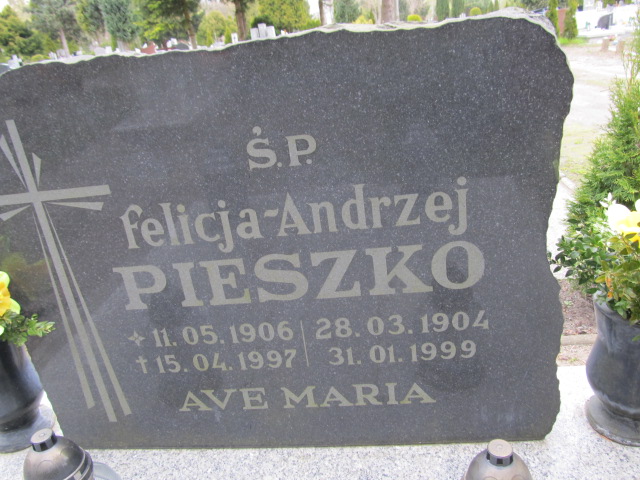 Ś.P.
felicja-Andrzej
PIESZKO
+ 11.05.1906 | 28.03.1904
† 15.04.1997 | 31.01.1999
AVE MARIA